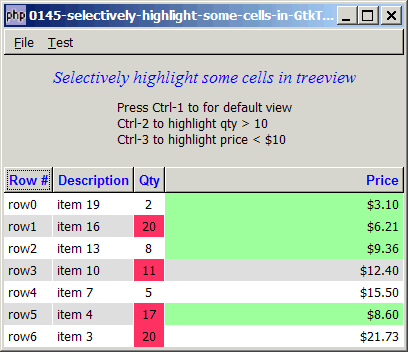 php 0145-selectively-highlight-some-cells-in-GtkT...
File Test
Selectively highlight some cells in treeview
Press Ctrl-1 to for default view
Ctrl-2 to highlight qty > 10
Ctrl-3 to highlight price < $10
Row # Description Qty Price
row0 item 19 2 $3.10
row1 item 16 20 $6.21
row2 item 13 8 $9.36
row3 item 10 11 $12.40
row4 item 7 5 $15.50
row5 item 4 17 $8.60
row6 item 3 20 $21.73